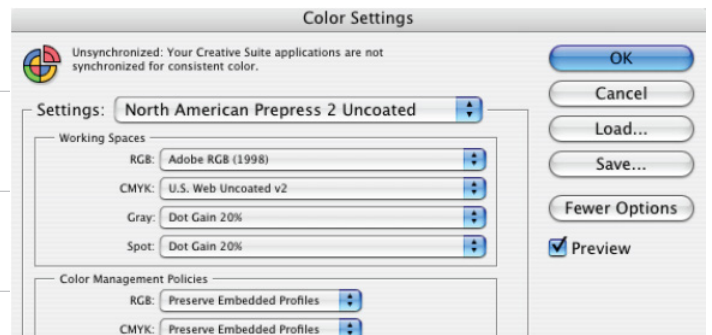 Color Settings
Unsynchronized: Your Creative Suite applications are not
synchronized for consistent color.
OK
Cancel
Load...
Save...
Fewer Options
Preview
Settings: North American Prepress 2 Uncoated
Working Spaces
RGB: Adobe RGB (1998)
CMYK: U.S. Web Uncoated v2
Gray: Dot Gain 20%
Spot: Dot Gain 20%
Color Management Policies
RGB: Preserve Embedded Profiles
CMYK: Preserve Embedded Profiles